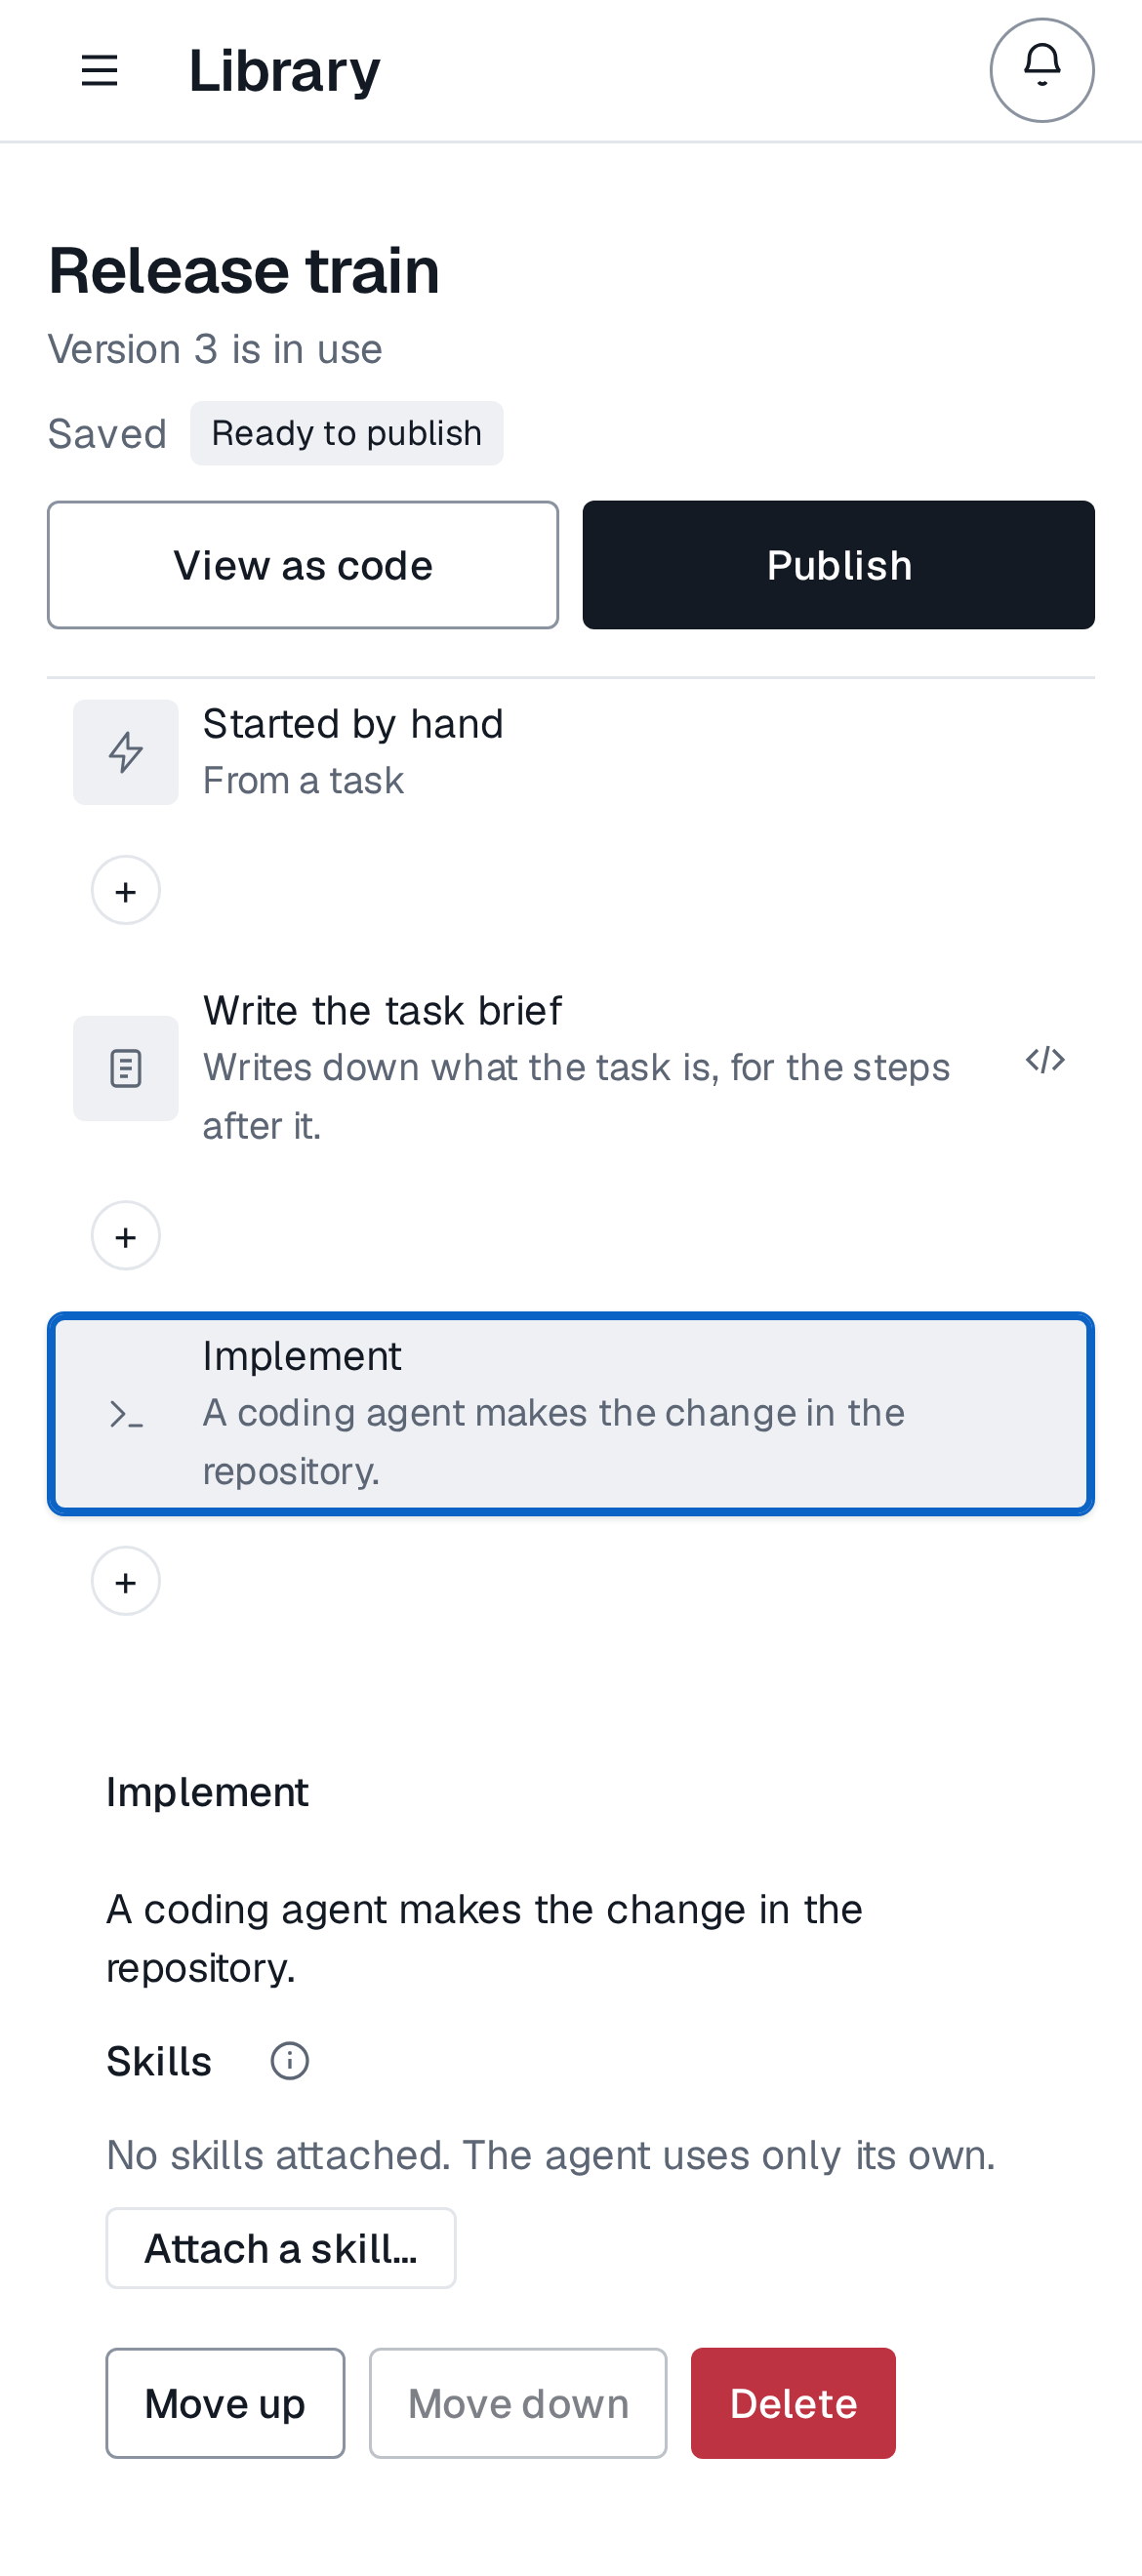 Library
Release train
Version 3 is in use
Saved
Ready to publish
View as code
Publish
Started by hand
From a task
+
Write the task brief
Writes down what the task is, for the steps
after it.
+
Implement
A coding agent makes the change in the
repository.
+
Implement
A coding agent makes the change in the
repository.
Skills
No skills attached. The agent uses only its own.
Attach a skill...
Move up
Move down
Delete